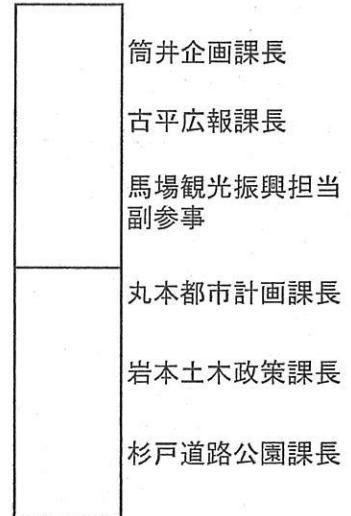 筒井企画課長
古平広報課長
馬場観光振興担当
副参事
丸本都市計画課長
岩本土木政策課長
杉戸道路公園課長